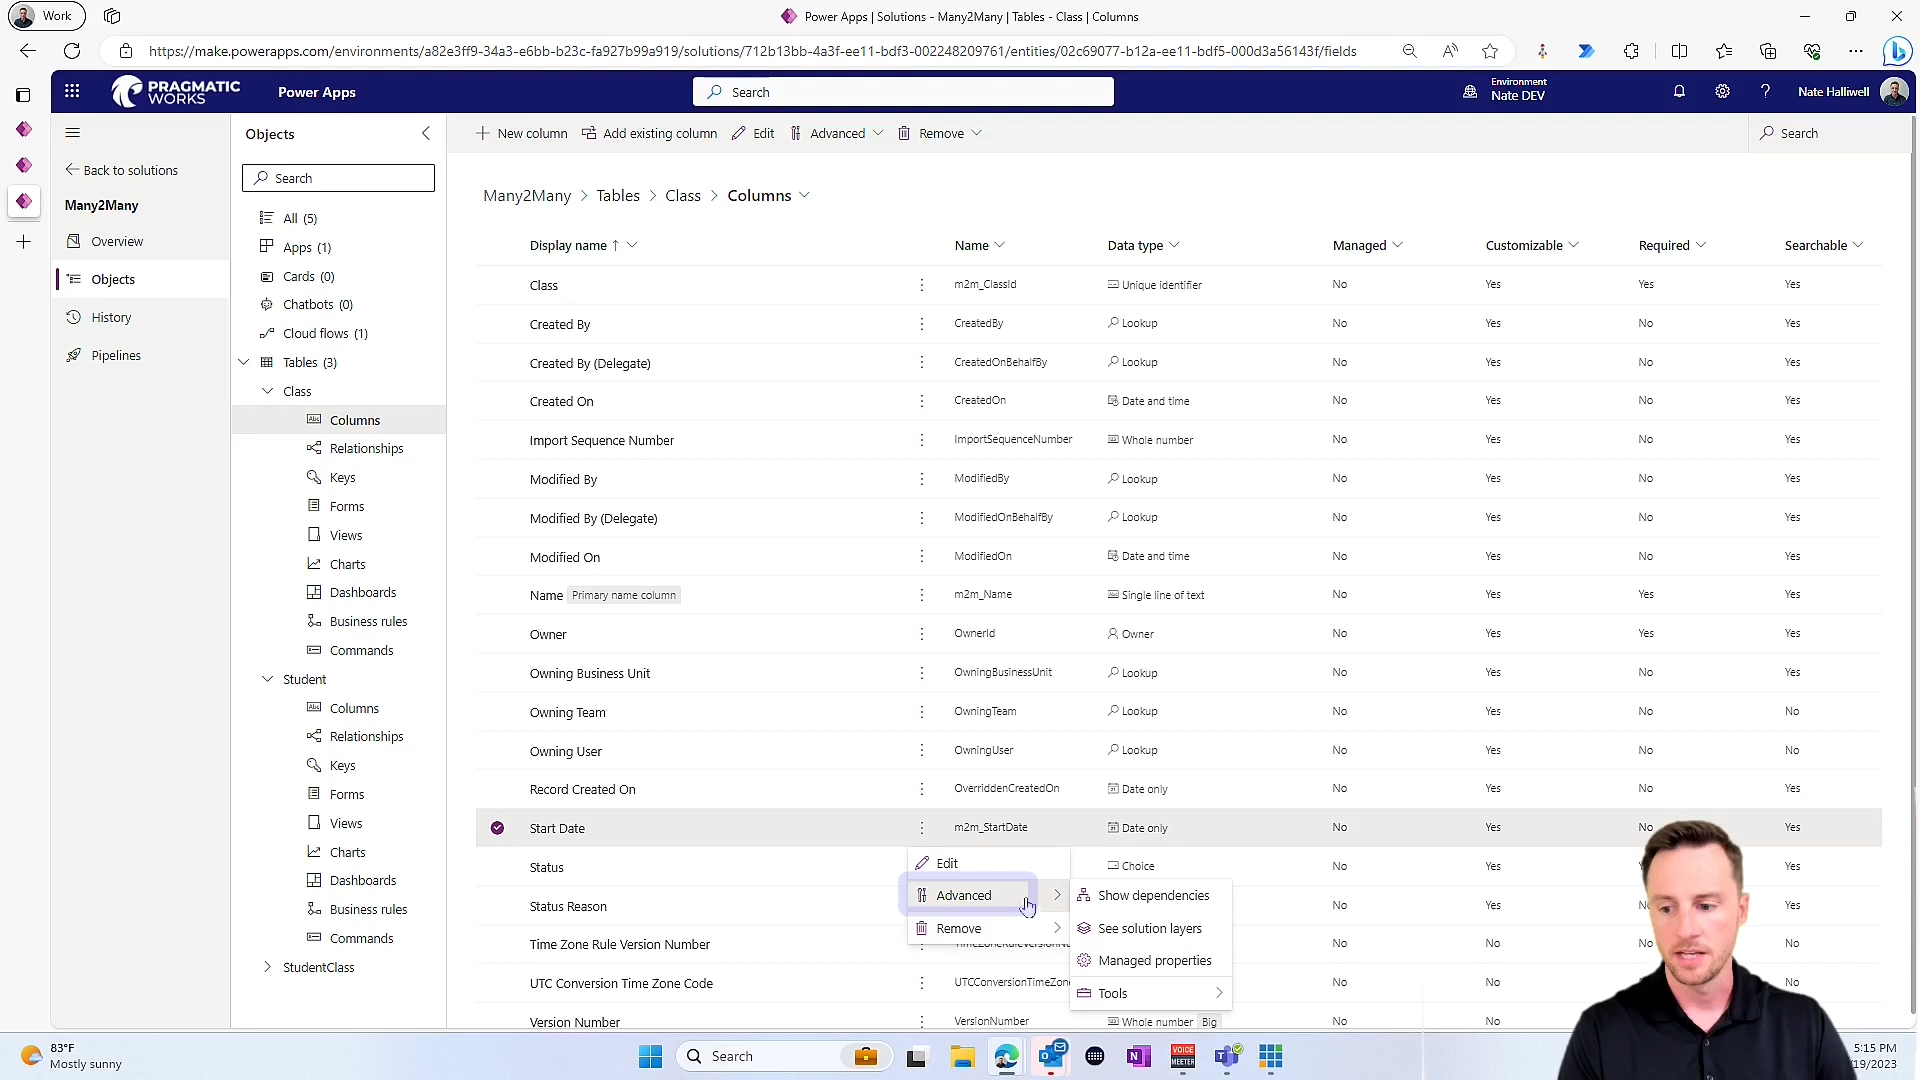 Work
Power Apps | Solutions - Many2Many | Tables - Class | Columns
https://make.powerapps.com/environments/a82e3ff9-34a3-e6bb-b23c-fa927b99a919/solutions/712b13bb-4a3f-ee11-bdf3-002248209761/entities/02c69077-b12a-ee11-bdf5-000d3a56143f/fields
PRAGMATIC WORKS
Power Apps
Search
Environment
Nate DEV
Nate Halliwell
Back to solutions
Many2Many
Overview
Objects
History
Pipelines
Objects
Search
All (5)
Apps (1)
Cards (0)
Chatbots (0)
Cloud flows (1)
Tables (3)
Class
Columns
Relationships
Keys
Forms
Views
Charts
Dashboards
Business rules
Commands
Student
Columns
Relationships
Keys
Forms
Views
Charts
Dashboards
Business rules
Commands
StudentClass
New column Add existing column Edit Advanced Remove Search
Many2Many > Tables > Class > Columns
Display name ↑ Name Data type Managed Customizable Required Searchable
Class m2m_ClassId Unique identifier No Yes Yes Yes
Created By CreatedBy Lookup No Yes No Yes
Created By (Delegate) CreatedOnBehalfBy Lookup No Yes No Yes
Created On CreatedOn Date and time No Yes No Yes
Import Sequence Number ImportSequenceNumber Whole number No Yes No Yes
Modified By ModifiedBy Lookup No Yes No Yes
Modified By (Delegate) ModifiedOnBehalfBy Lookup No Yes No Yes
Modified On ModifiedOn Date and time No Yes No Yes
Name Primary name column m2m_Name Single line of text No Yes Yes Yes
Owner OwnerId Owner No Yes Yes Yes
Owning Business Unit OwningBusinessUnit Lookup No Yes No Yes
Owning Team OwningTeam Lookup No Yes No No
Owning User OwningUser Lookup No Yes No No
Record Created On OverriddenCreatedOn Date only No Yes No Yes
Start Date m2m_StartDate Date only No Yes No Yes
Status Choice No Yes Yes
Status Reason No Yes Yes
Time Zone Rule Version Number No Yes No
UTC Conversion Time Zone Code UTCConversionTimeZone No Yes No
Version Number VersionNumber Whole number Big No No
Edit
Advanced
Remove
Show dependencies
See solution layers
Managed properties
Tools
83°F
Mostly sunny
Search
VOICE MEETER
5:15 PM
/19/2023